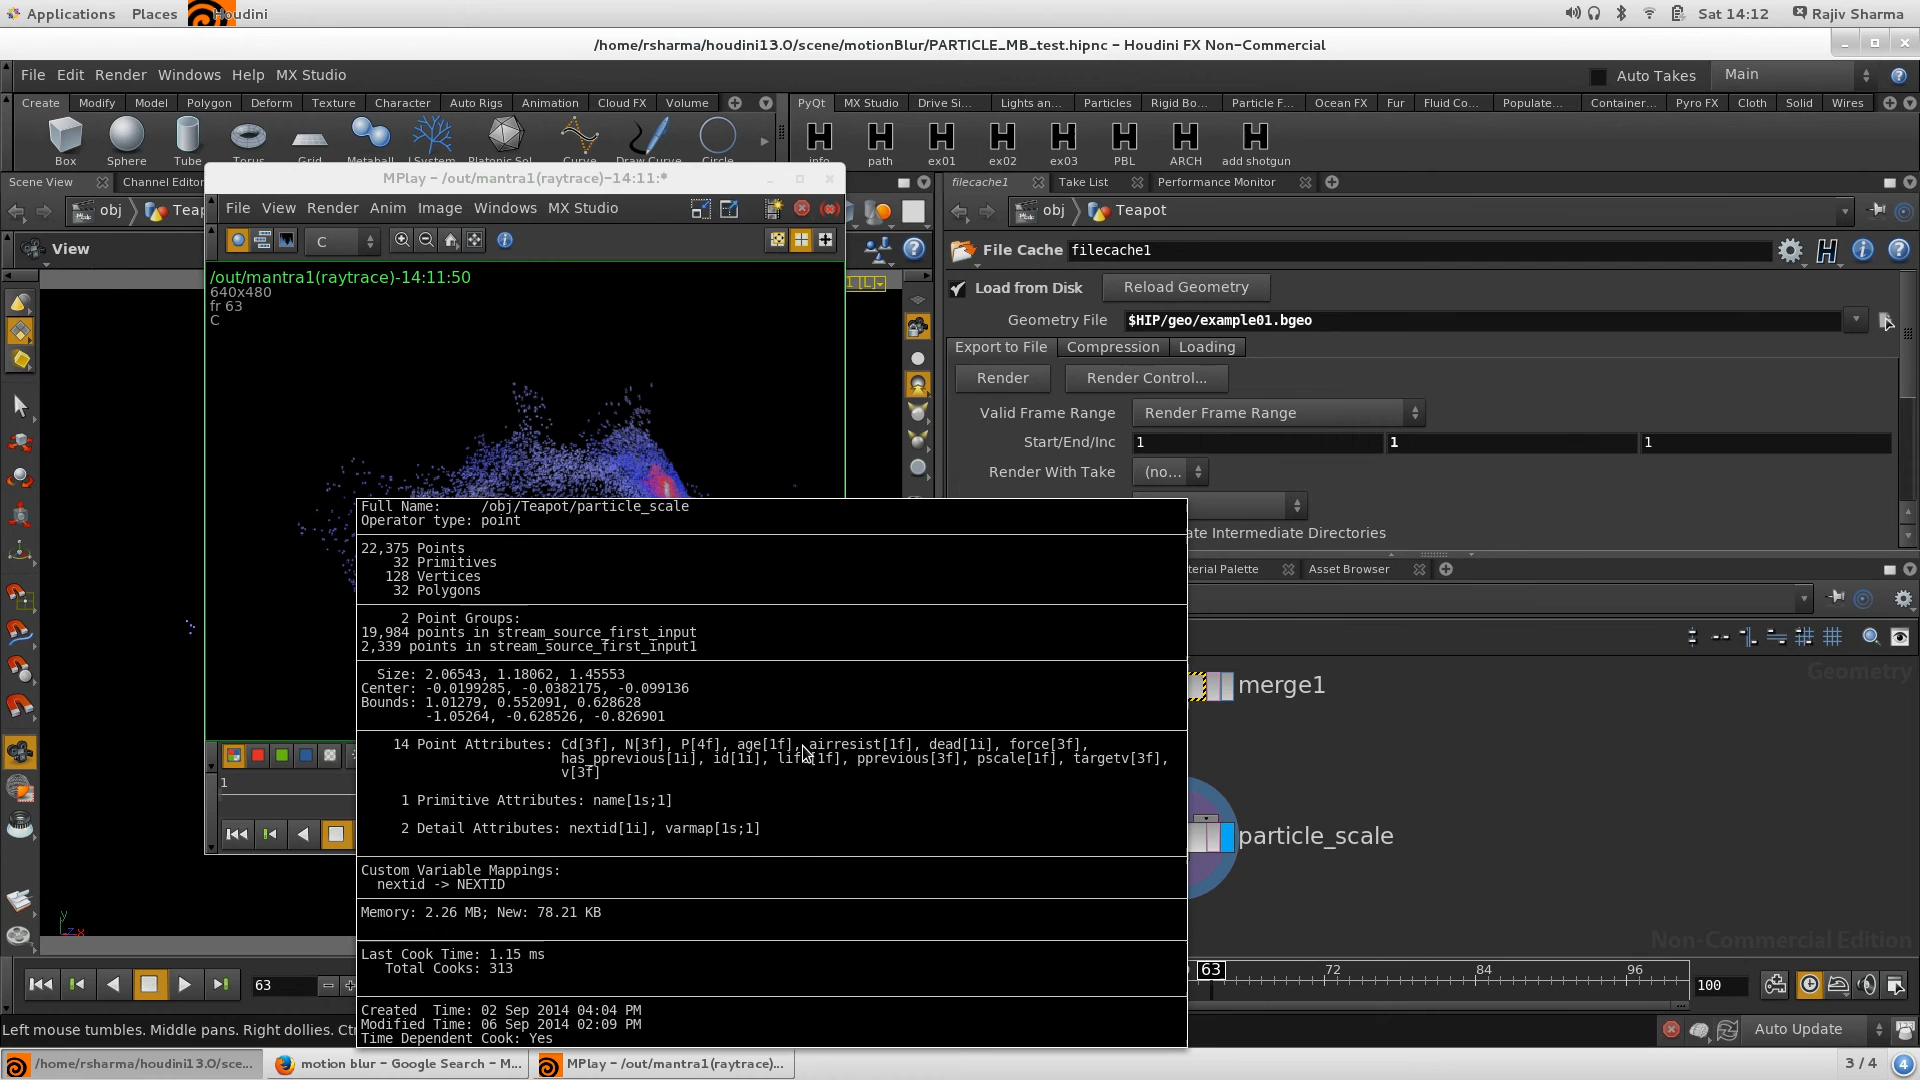 Applications Places Houdini Sat 14:12 Rajiv Sharma
/home/rsharma/houdini13.0/scene/motionBlur/PARTICLE_MB_test.hipnc - Houdini FX Non-Commercial
File Edit Render Windows Help MX Studio Auto Takes Main
Create Modify Model Polygon Deform Texture Character Auto Rigs Animation Cloud FX Volume
PyQt MX Studio Drive Si... Lights an... Particles Rigid Bo... Particle F... Ocean FX Fur Fluid Co... Populate... Container... Pyro FX Cloth Solid Wires
Box Sphere Tube Torus Grid Metaball LSystem Platonic Sol Curve Draw Curve Circle
info path ex01 ex02 ex03 PBL ARCH add shotgun
Scene View Channel Editor
MPlay - /out/mantra1(raytrace)-14:11:*
filecache1 Take List Performance Monitor
obj Teap
File View Render Anim Image Windows MX Studio
obj Teapot
View
C
File Cache filecache1
/out/mantra1(raytrace)-14:11:50
640x480
fr 63
C
1 [L]
Load from Disk Reload Geometry
Geometry File $HIP/geo/example01.bgeo
Export to File Compression Loading
Render Render Control...
Valid Frame Range Render Frame Range
Start/End/Inc 1 1 1
Render With Take (no...
ate Intermediate Directories
terial Palette Asset Browser
Full Name: /obj/Teapot/particle_scale
Operator type: point
22,375 Points
32 Primitives
128 Vertices
32 Polygons
2 Point Groups:
19,984 points in stream_source_first_input
2,339 points in stream_source_first_input1
Size: 2.06543, 1.18062, 1.45553
Center: -0.0199285, -0.0382175, -0.099136
Bounds: 1.01279, 0.552091, 0.628628
-1.05264, -0.628526, -0.826901
14 Point Attributes: Cd[3f], N[3f], P[4f], age[1f], airresist[1f], dead[1i], force[3f],
has_pprevious[1i], id[1i], life[1f], pprevious[3f], pscale[1f], targetv[3f],
v[3f]
1 Primitive Attributes: name[1s;1]
2 Detail Attributes: nextid[1i], varmap[1s;1]
Custom Variable Mappings:
nextid -> NEXTID
Memory: 2.26 MB; New: 78.21 KB
Last Cook Time: 1.15 ms
Total Cooks: 313
Created Time: 02 Sep 2014 04:04 PM
Modified Time: 06 Sep 2014 02:09 PM
Time Dependent Cook: Yes
Geometry
merge1
particle_scale
Non-Commercial Edition
1
y
z x
63
63 72 84 96
100
Left mouse tumbles. Middle pans. Right dollies. Ctr
Auto Update
/home/rsharma/houdini13.0/sce... motion blur - Google Search - M... MPlay - /out/mantra1(raytrace)... 3 / 4 4